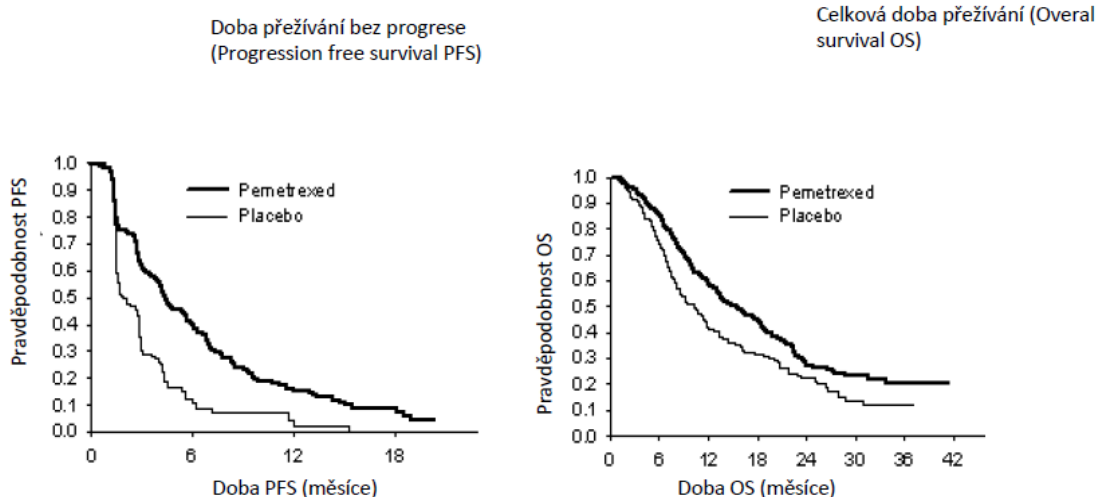 Doba přežívání bez progrese
(Progression free survival PFS)
Celková doba přežívání (Overal
survival OS)
Pravděpodobnost PFS
1.0
0.9
0.8
0.7
0.6
0.5
0.4
0.3
0.2
0.1
0.0
Pemetrexed
Placebo
0 6 12 18
Doba PFS (měsíce)
Pravděpodobnost OS
1.0
0.9
0.8
0.7
0.6
0.5
0.4
0.3
0.2
0.1
0.0
Pemetrexed
Placebo
0 6 12 18 24 30 36 42
Doba OS (měsíce)